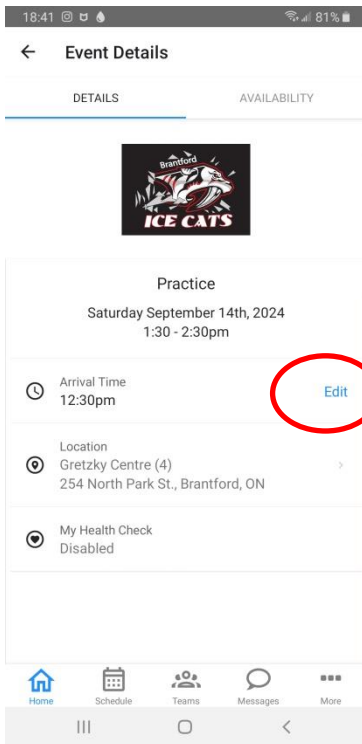 18:41 81%
Event Details
DETAILS AVAILABILITY
Brantford
ICE CATS
Practice
Saturday September 14th, 2024
1:30 - 2:30pm
Arrival Time
12:30pm
Edit
Location
Gretzky Centre (4)
254 North Park St., Brantford, ON
My Health Check
Disabled
Home Schedule Teams Messages More